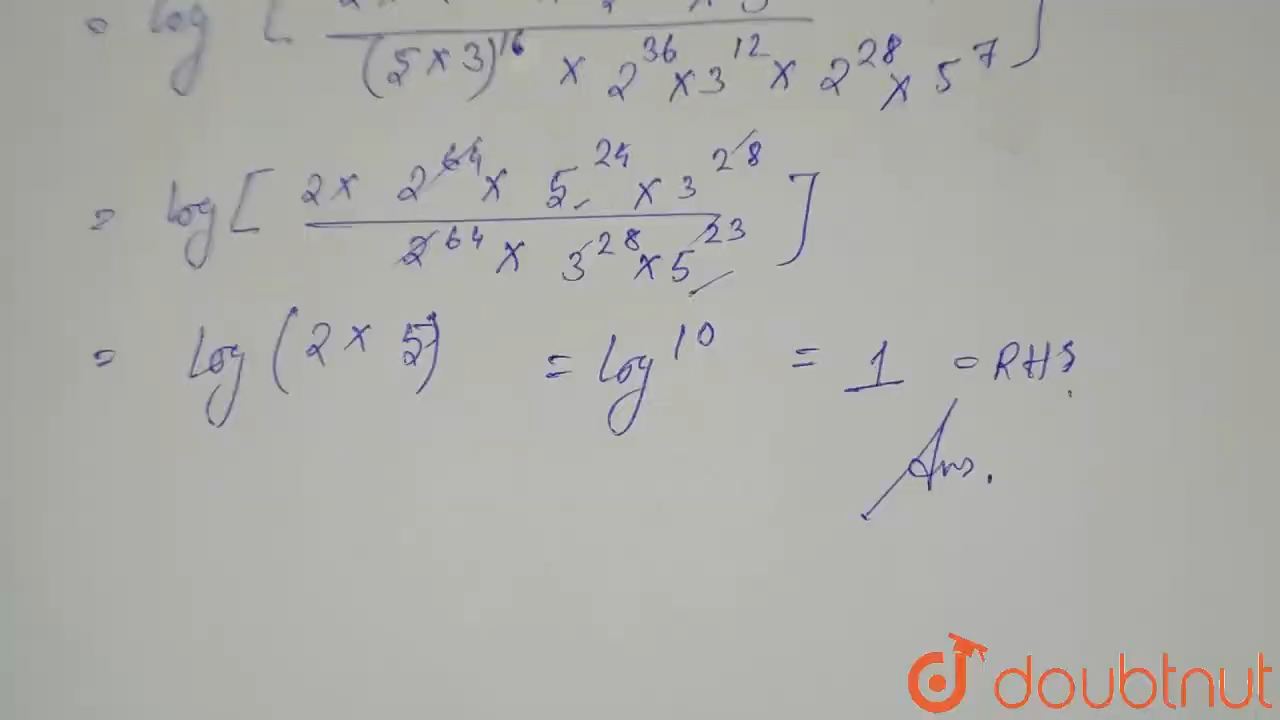 = log [
(5 × 3)^16 × 2^36 × 3^12 × 2^28 × 5^7 ]
= log [ 2 × 2^64 × 5^24 × 3^28
2^64 × 3^28 × 5^23 ]
= log (2 × 5) = log 10 = 1 = RHS.
Ans.
doubtnut